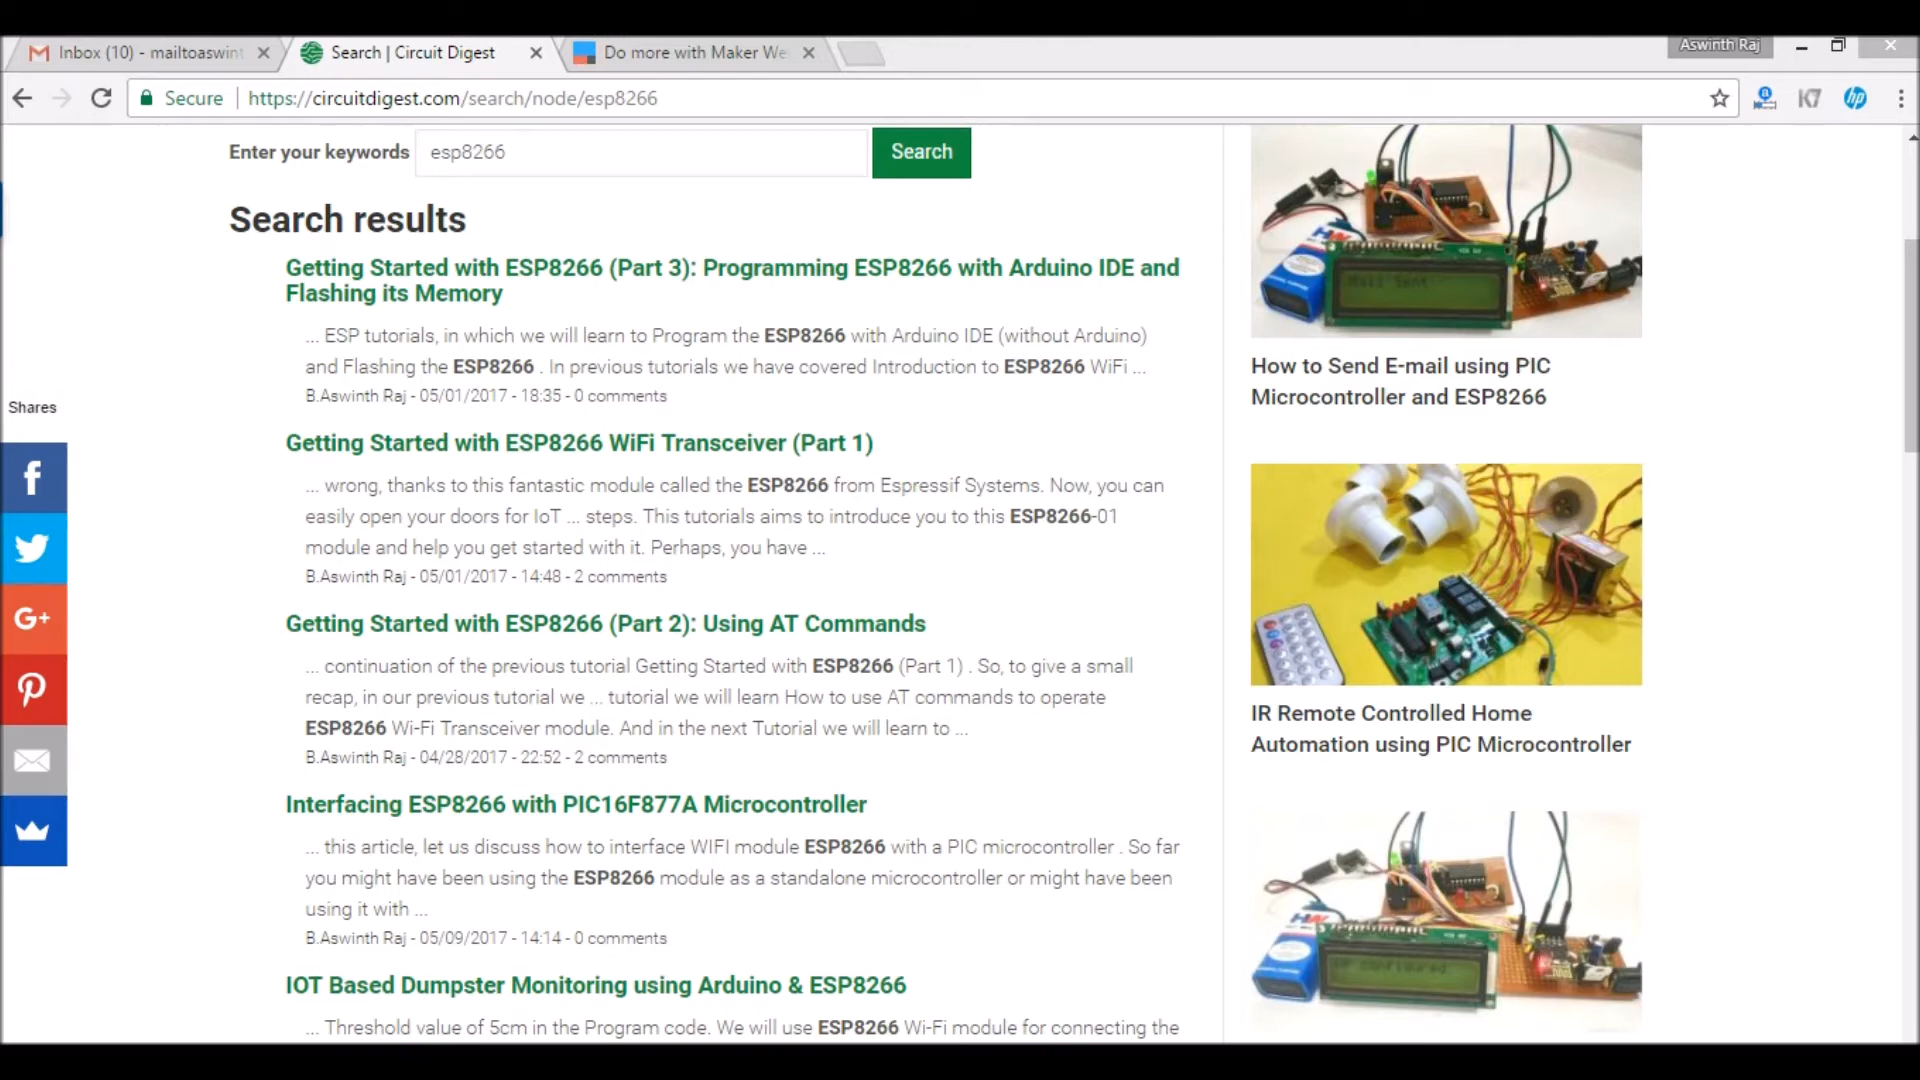 Inbox (10) - mailtoaswint
Search | Circuit Digest
Do more with Maker We
Aswinth Raj
Secure
https://circuitdigest.com/search/node/esp8266
Enter your keywords
esp8266
Search
Search results
Getting Started with ESP8266 (Part 3): Programming ESP8266 with Arduino IDE and
Flashing its Memory
... ESP tutorials, in which we will learn to Program the ESP8266 with Arduino IDE (without Arduino)
and Flashing the ESP8266 . In previous tutorials we have covered Introduction to ESP8266 WiFi ...
B.Aswinth Raj - 05/01/2017 - 18:35 - 0 comments
Getting Started with ESP8266 WiFi Transceiver (Part 1)
... wrong, thanks to this fantastic module called the ESP8266 from Espressif Systems. Now, you can
easily open your doors for IoT ... steps. This tutorials aims to introduce you to this ESP8266-01
module and help you get started with it. Perhaps, you have ...
B.Aswinth Raj - 05/01/2017 - 14:48 - 2 comments
Getting Started with ESP8266 (Part 2): Using AT Commands
... continuation of the previous tutorial Getting Started with ESP8266 (Part 1) . So, to give a small
recap, in our previous tutorial we ... tutorial we will learn How to use AT commands to operate
ESP8266 Wi-Fi Transceiver module. And in the next Tutorial we will learn to ...
B.Aswinth Raj - 04/28/2017 - 22:52 - 2 comments
Interfacing ESP8266 with PIC16F877A Microcontroller
... this article, let us discuss how to interface WIFI module ESP8266 with a PIC microcontroller . So far
you might have been using the ESP8266 module as a standalone microcontroller or might have been
using it with ...
B.Aswinth Raj - 05/09/2017 - 14:14 - 0 comments
IOT Based Dumpster Monitoring using Arduino & ESP8266
... Threshold value of 5cm in the Program code. We will use ESP8266 Wi-Fi module for connecting the
Shares
f
G+
How to Send E-mail using PIC
Microcontroller and ESP8266
IR Remote Controlled Home
Automation using PIC Microcontroller
K7
hp
HW
HW